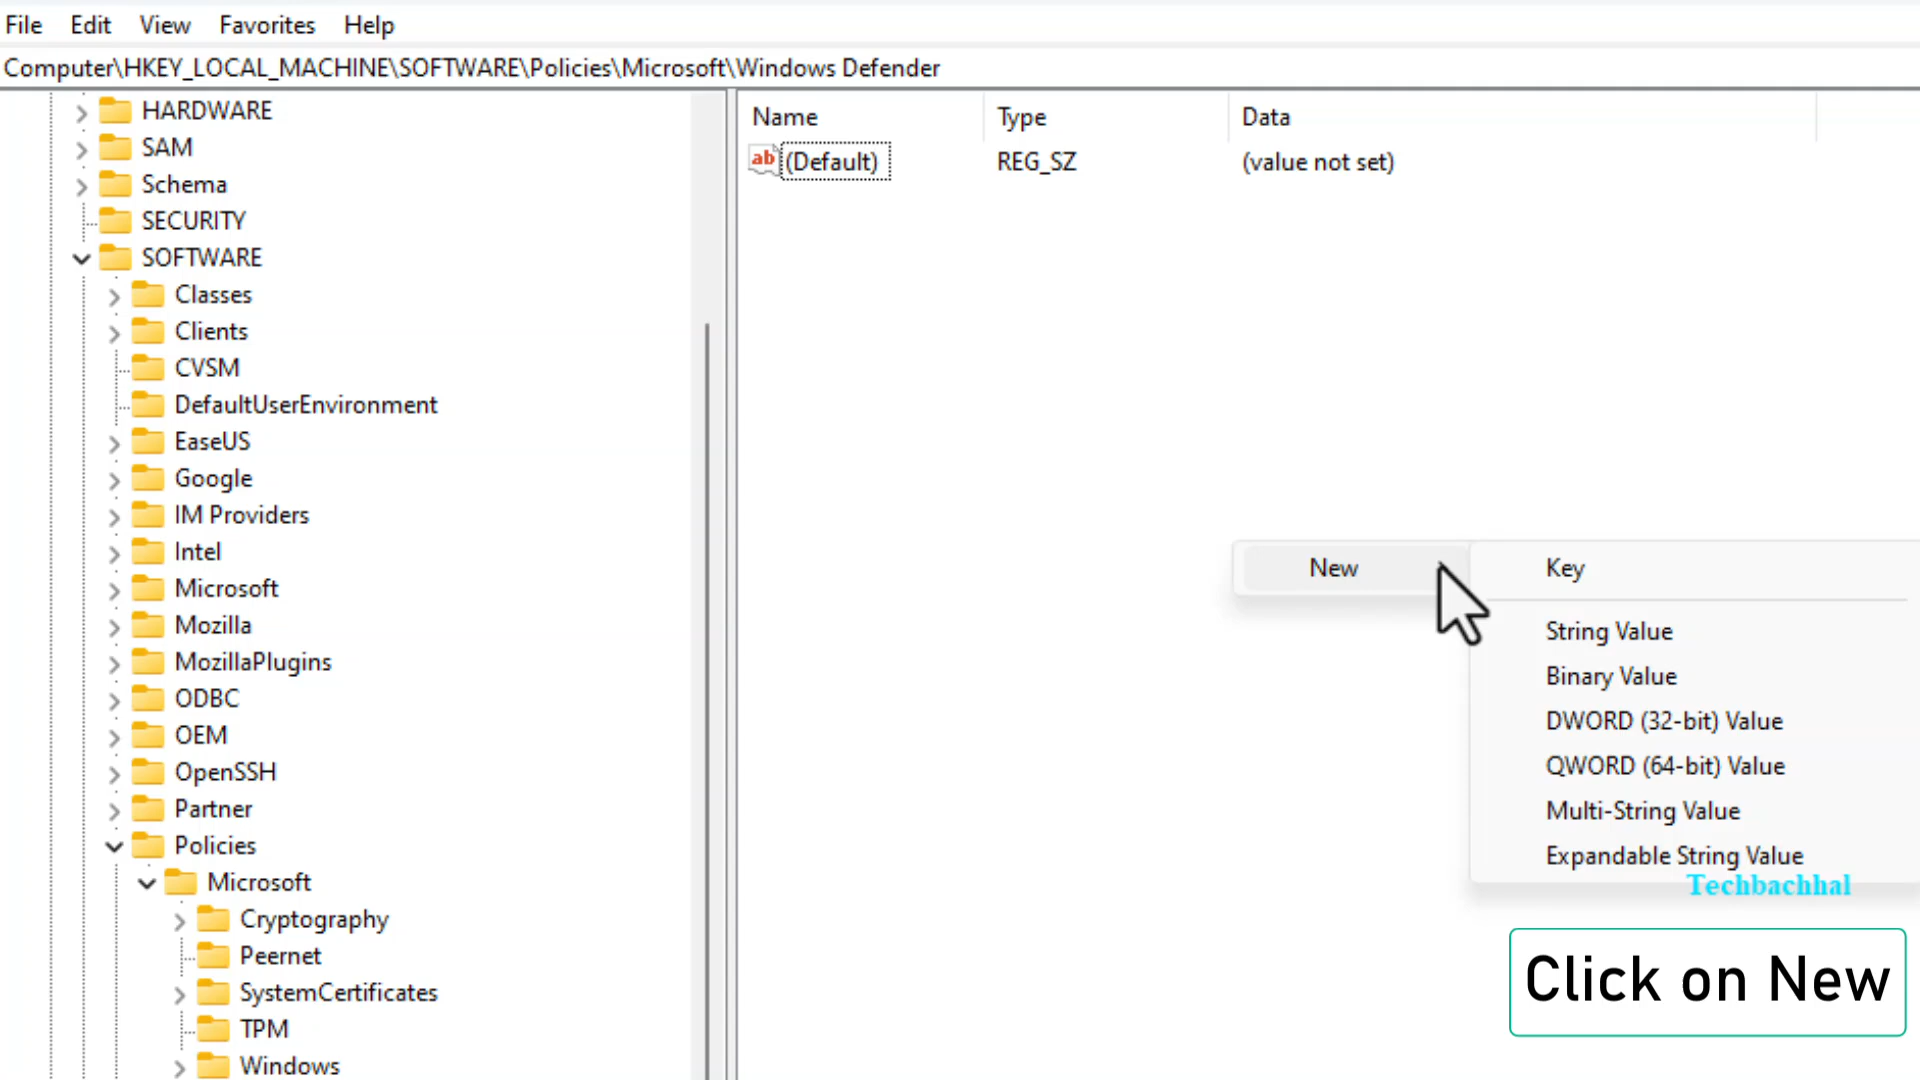 File Edit View Favorites Help
Computer\HKEY_LOCAL_MACHINE\SOFTWARE\Policies\Microsoft\Windows Defender
HARDWARE
SAM
Schema
SECURITY
SOFTWARE
Classes
Clients
CVSM
DefaultUserEnvironment
EaseUS
Google
IM Providers
Intel
Microsoft
Mozilla
MozillaPlugins
ODBC
OEM
OpenSSH
Partner
Policies
Microsoft
Cryptography
Peernet
SystemCertificates
TPM
Windows
Name Type Data
ab (Default) REG_SZ (value not set)
New
Key
String Value
Binary Value
DWORD (32-bit) Value
QWORD (64-bit) Value
Multi-String Value
Expandable String Value
Techbachhal
Click on New